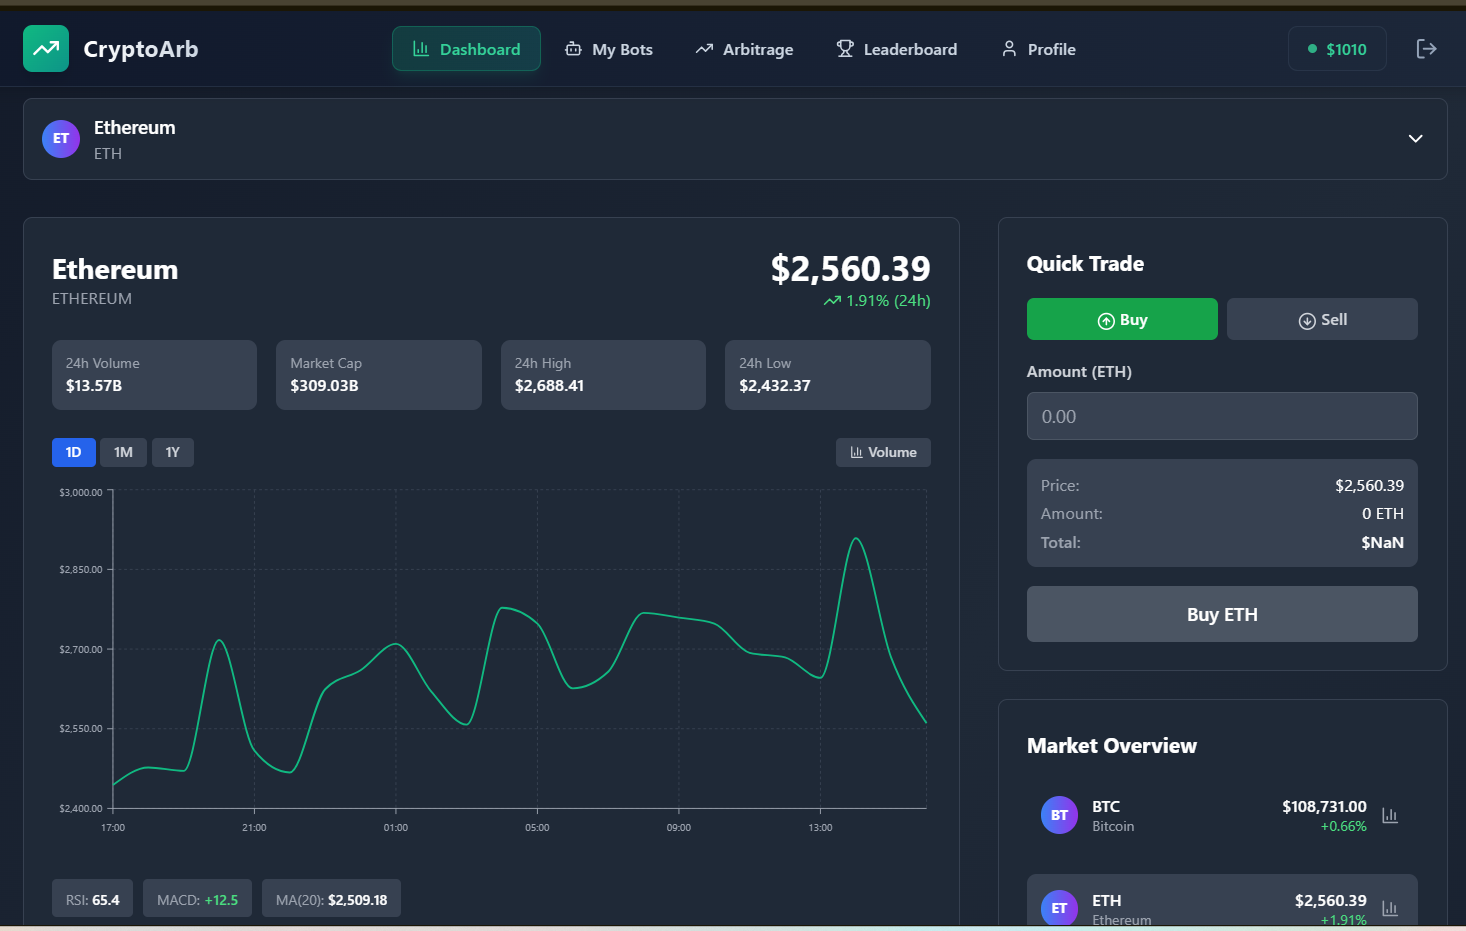 CryptoArb
Dashboard
My Bots
Arbitrage
Leaderboard
Profile
$1010
ET
Ethereum
ETH
Ethereum
ETHEREUM
$2,560.39
1.91% (24h)
24h Volume
$13.57B
Market Cap
$309.03B
24h High
$2,688.41
24h Low
$2,432.37
1D
1M
1Y
Volume
$3,000.00
$2,850.00
$2,700.00
$2,550.00
$2,400.00
17:00
21:00
01:00
05:00
09:00
13:00
RSI: 65.4
MACD: +12.5
MA(20): $2,509.18
Quick Trade
Buy
Sell
Amount (ETH)
0.00
Price: $2,560.39
Amount: 0 ETH
Total: $NaN
Buy ETH
Market Overview
BT
BTC
Bitcoin
$108,731.00
+0.66%
ET
ETH
Ethereum
$2,560.39
+1.91%